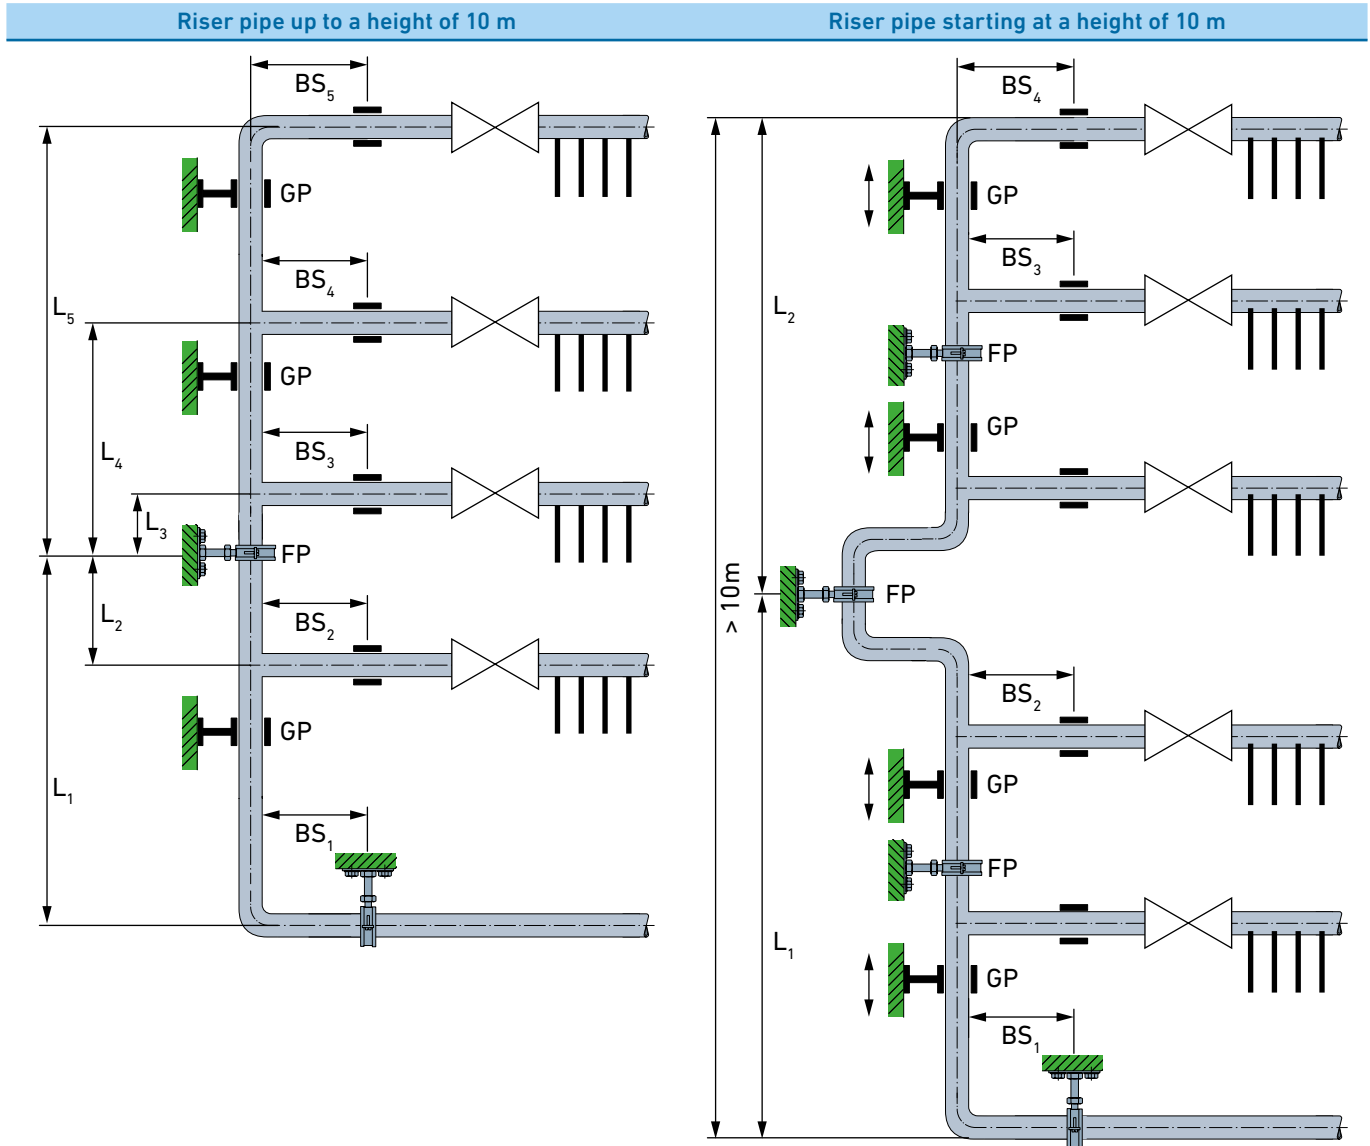 Riser pipe up to a height of 10 m
BS₅
GP
L₅
BS₄
GP
L₄
BS₃
L₃
FP
L₂
BS₂
GP
L₁
BS₁
Riser pipe starting at a height of 10 m
BS₄
GP
BS₃
L₂
FP
GP
> 10m
FP
BS₂
GP
FP
L₁
GP
BS₁